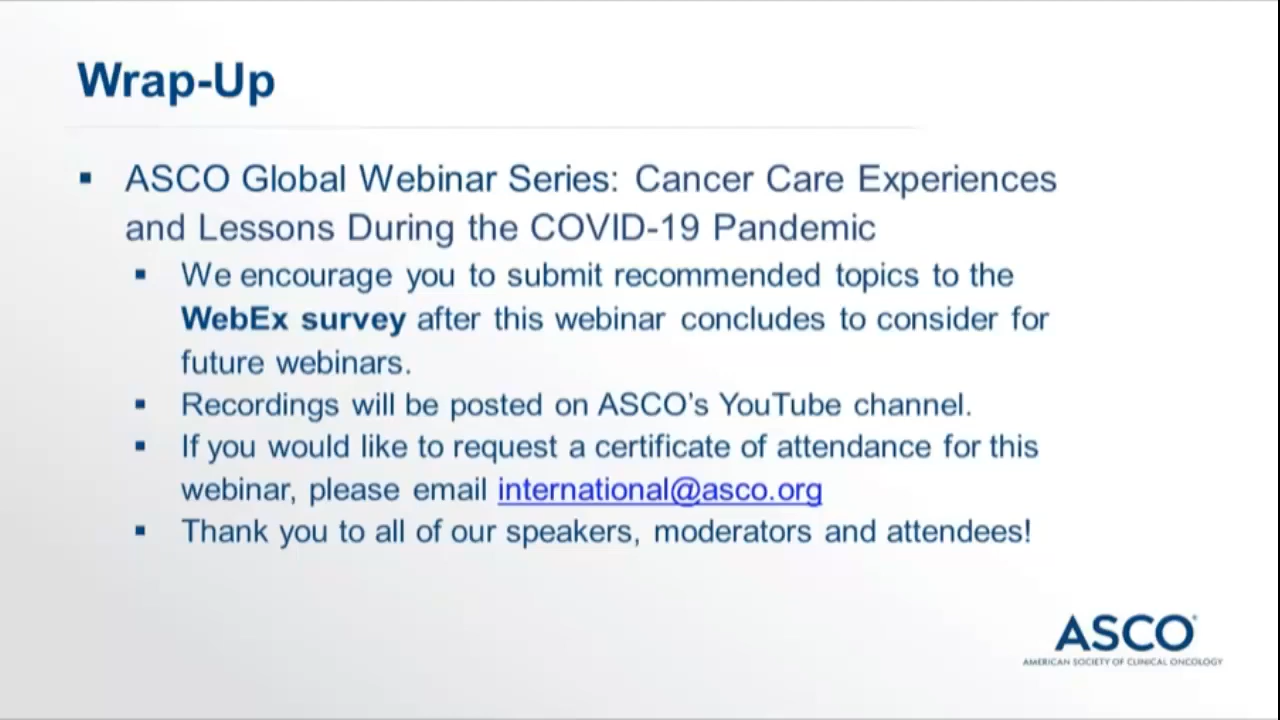 Wrap-Up
▪ ASCO Global Webinar Series: Cancer Care Experiences
and Lessons During the COVID-19 Pandemic
▪ We encourage you to submit recommended topics to the
WebEx survey after this webinar concludes to consider for
future webinars.
▪ Recordings will be posted on ASCO’s YouTube channel.
▪ If you would like to request a certificate of attendance for this
webinar, please email international@asco.org
▪ Thank you to all of our speakers, moderators and attendees!
ASCO®
AMERICAN SOCIETY OF CLINICAL ONCOLOGY